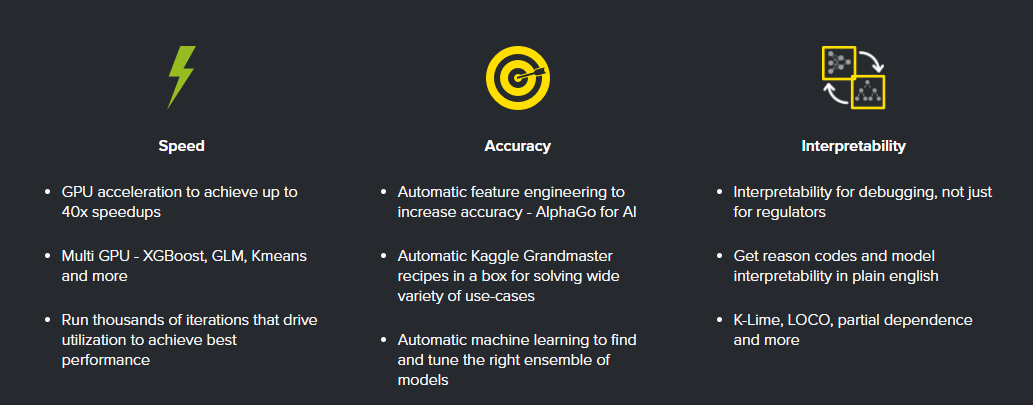 Speed
• GPU acceleration to achieve up to
40x speedups
• Multi GPU - XGBoost, GLM, Kmeans
and more
• Run thousands of iterations that drive
utilization to achieve best
performance
Accuracy
• Automatic feature engineering to
increase accuracy - AlphaGo for AI
• Automatic Kaggle Grandmaster
recipes in a box for solving wide
variety of use-cases
• Automatic machine learning to find
and tune the right ensemble of
models
Interpretability
• Interpretability for debugging, not just
for regulators
• Get reason codes and model
interpretability in plain english
• K-Lime, LOCO, partial dependence
and more